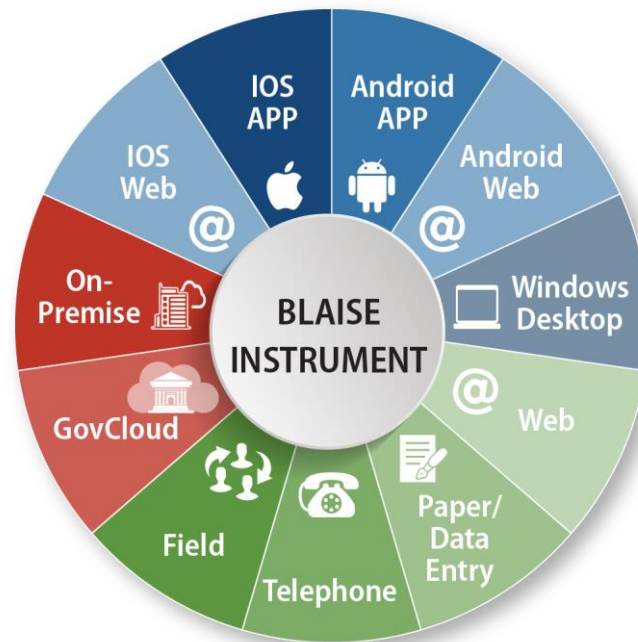 IOS
APP
Android
APP
Android
Web
@
Windows
Desktop
@
Web
Paper/
Data
Entry
Telephone
Field
GovCloud
On-
Premise
IOS
Web
@
BLAISE
INSTRUMENT